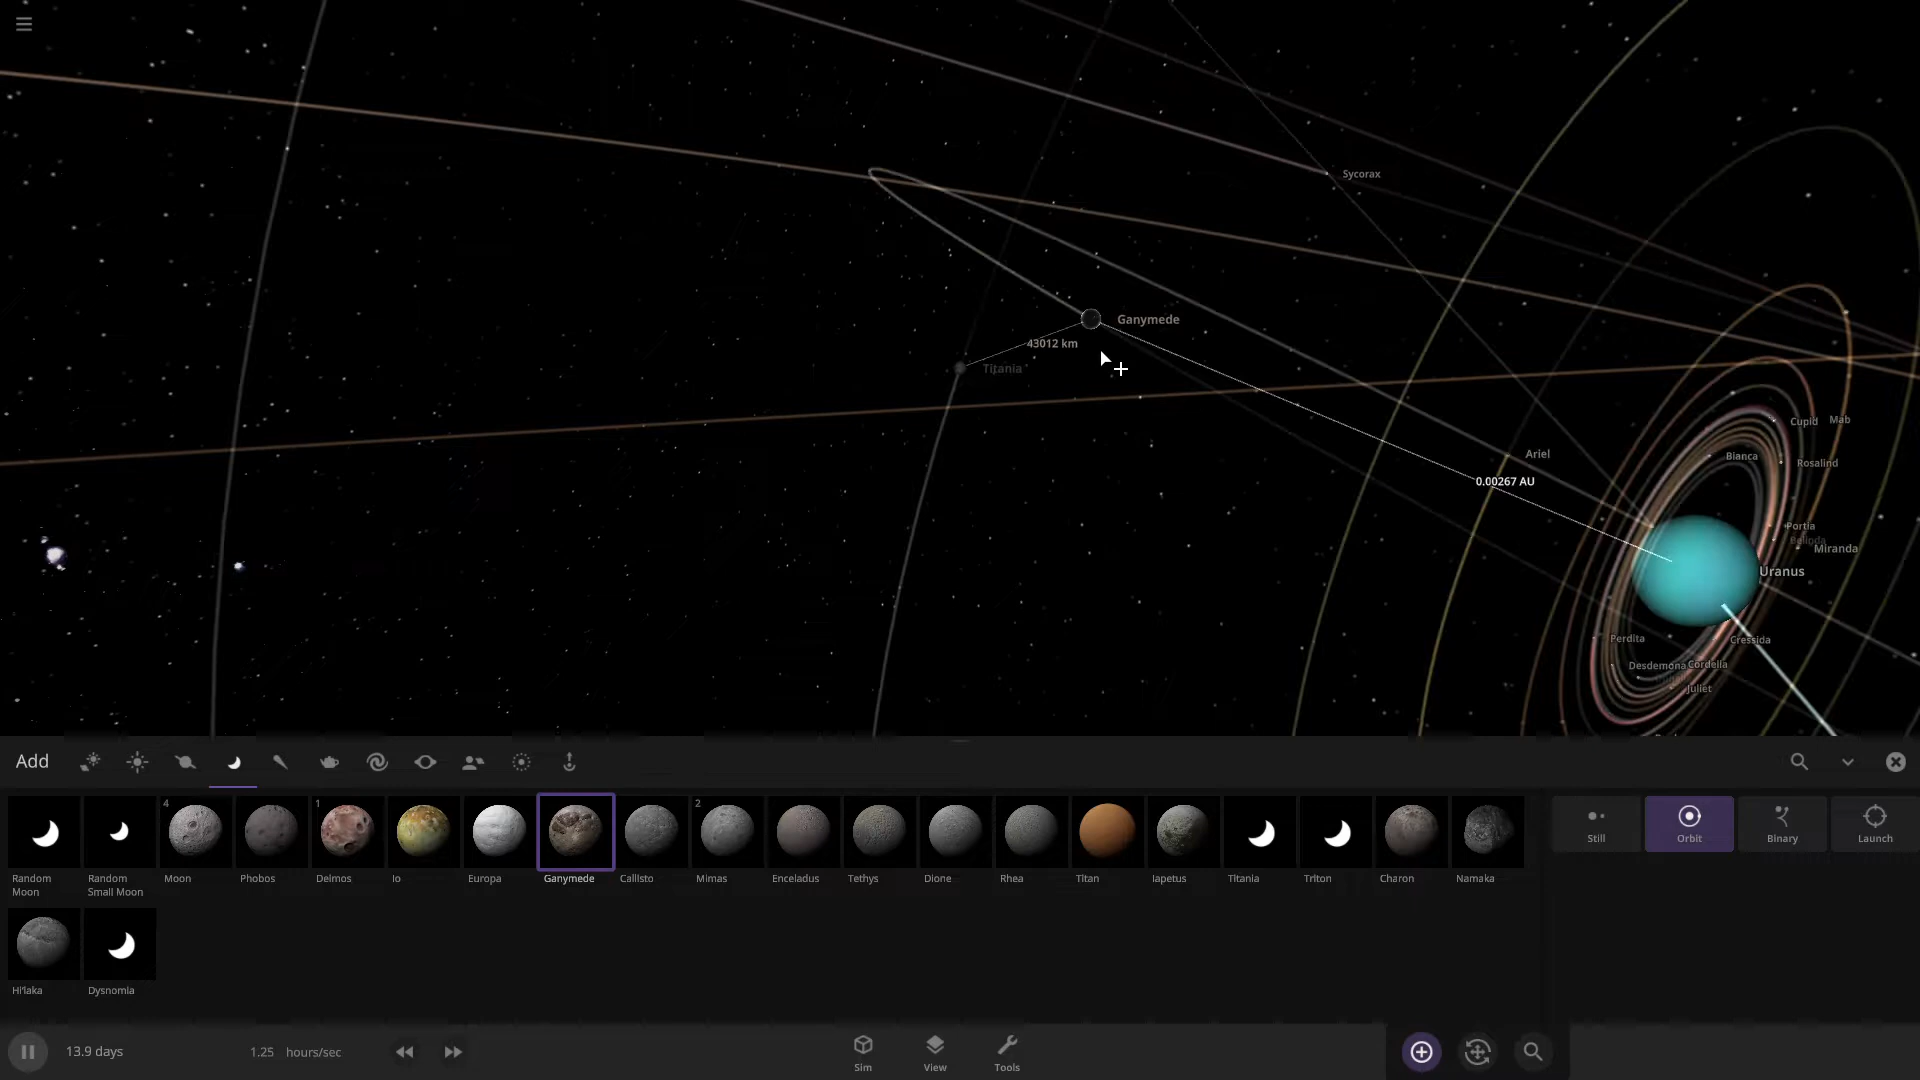 Sycorax
Ganymede
43012 km
Titania
Cupid
Mab
Ariel
Bianca
Rosalind
0.00267 AU
Portia
Belinda
Miranda
Uranus
Perdita
Cressida
Desdemona
Cordelia
Juliet
Add
4
1
2
Still
Orbit
Binary
Launch
Random Moon
Random Small Moon
Moon
Phobos
Deimos
Io
Europa
Ganymede
Callisto
Mimas
Enceladus
Tethys
Dione
Rhea
Titan
Iapetus
Titania
Triton
Charon
Namaka
Hi'iaka
Dysnomia
13.9 days
1.25 hours/sec
Sim
View
Tools